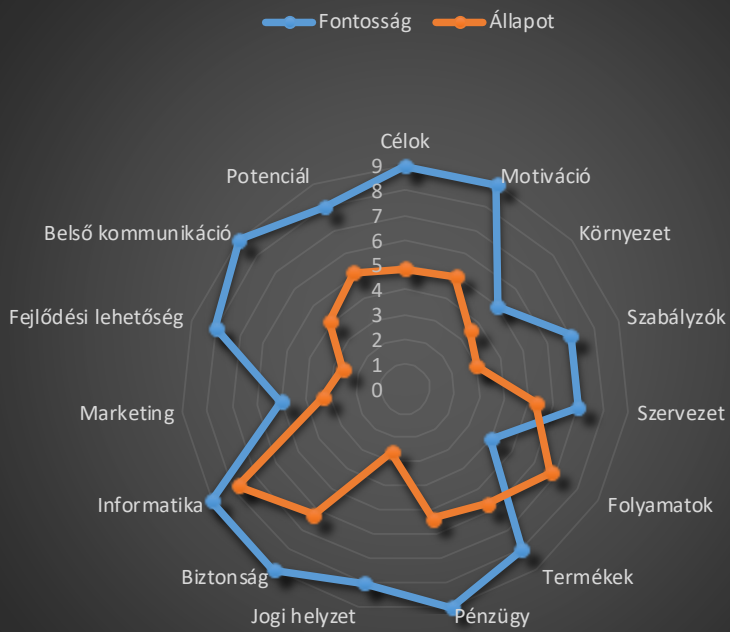 Fontosság Állapot
Célok
Motiváció
Környezet
Szabályzók
Szervezet
Folyamatok
Termékek
Pénzügy
Jogi helyzet
Biztonság
Informatika
Marketing
Fejlődési lehetőség
Belső kommunikáció
Potenciál
9
8
7
6
5
4
3
2
1
0